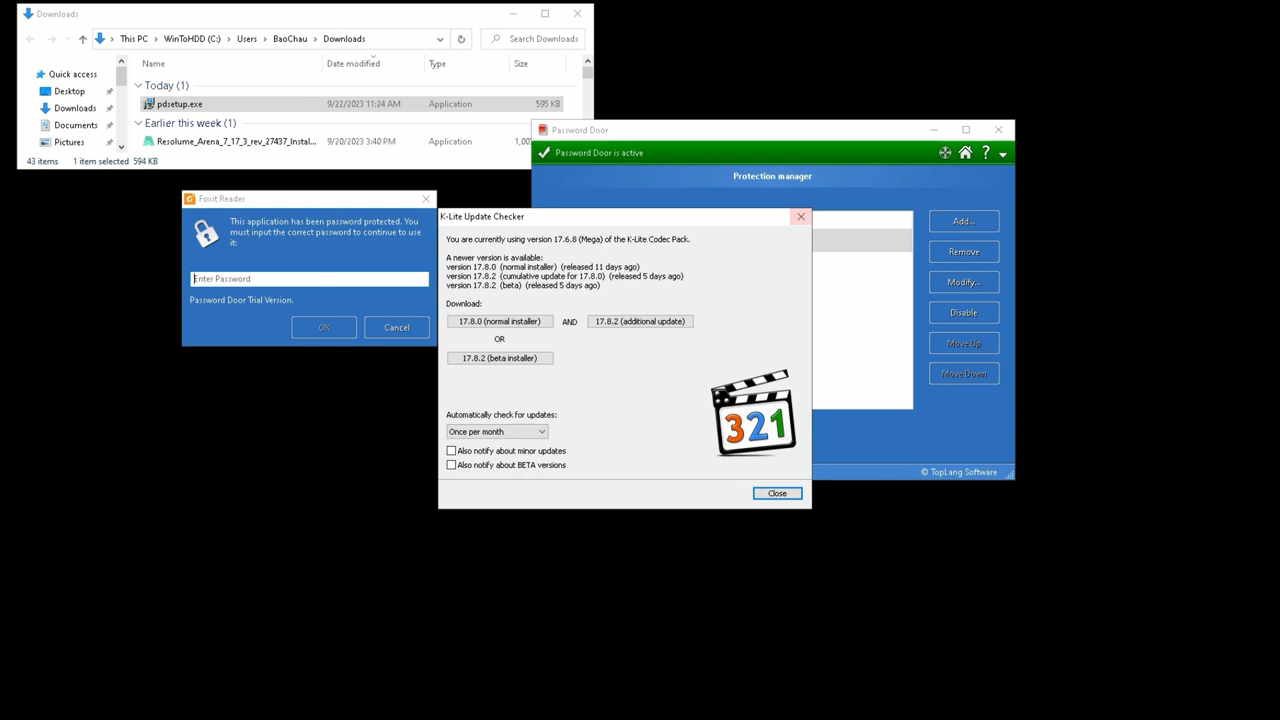 Downloads
This PC > WinToHDD (C:) > Users > BaoChau > Downloads
Search Downloads
Name Date modified Type Size
Quick access
Desktop
Downloads
Documents
Pictures
Today (1)
pdsetup.exe 9/22/2023 11:24 AM Application 595 KB
Earlier this week (1)
Resolume_Arena_7_17_3_rev_27437_Instal... 9/20/2023 3:40 PM Application
43 items 1 item selected 594 KB
Password Door
Password Door is active
?
Protection manager
Add...
Remove
Modify...
Disable
Move Up
Move Down
© TopLang Software
Foxit Reader
This application has been password protected. You
must input the correct password to continue to use
it:
Enter Password
Password Door Trial Version.
OK Cancel
K-Lite Update Checker
You are currently using version 17.6.8 (Mega) of the K-Lite Codec Pack.
A newer version is available:
version 17.8.0 (normal installer) (released 11 days ago)
version 17.8.2 (cumulative update for 17.8.0) (released 5 days ago)
version 17.8.2 (beta) (released 5 days ago)
Download:
17.8.0 (normal installer) AND 17.8.2 (additional update)
OR
17.8.2 (beta installer)
Automatically check for updates:
Once per month
Also notify about minor updates
Also notify about BETA versions
321
Close